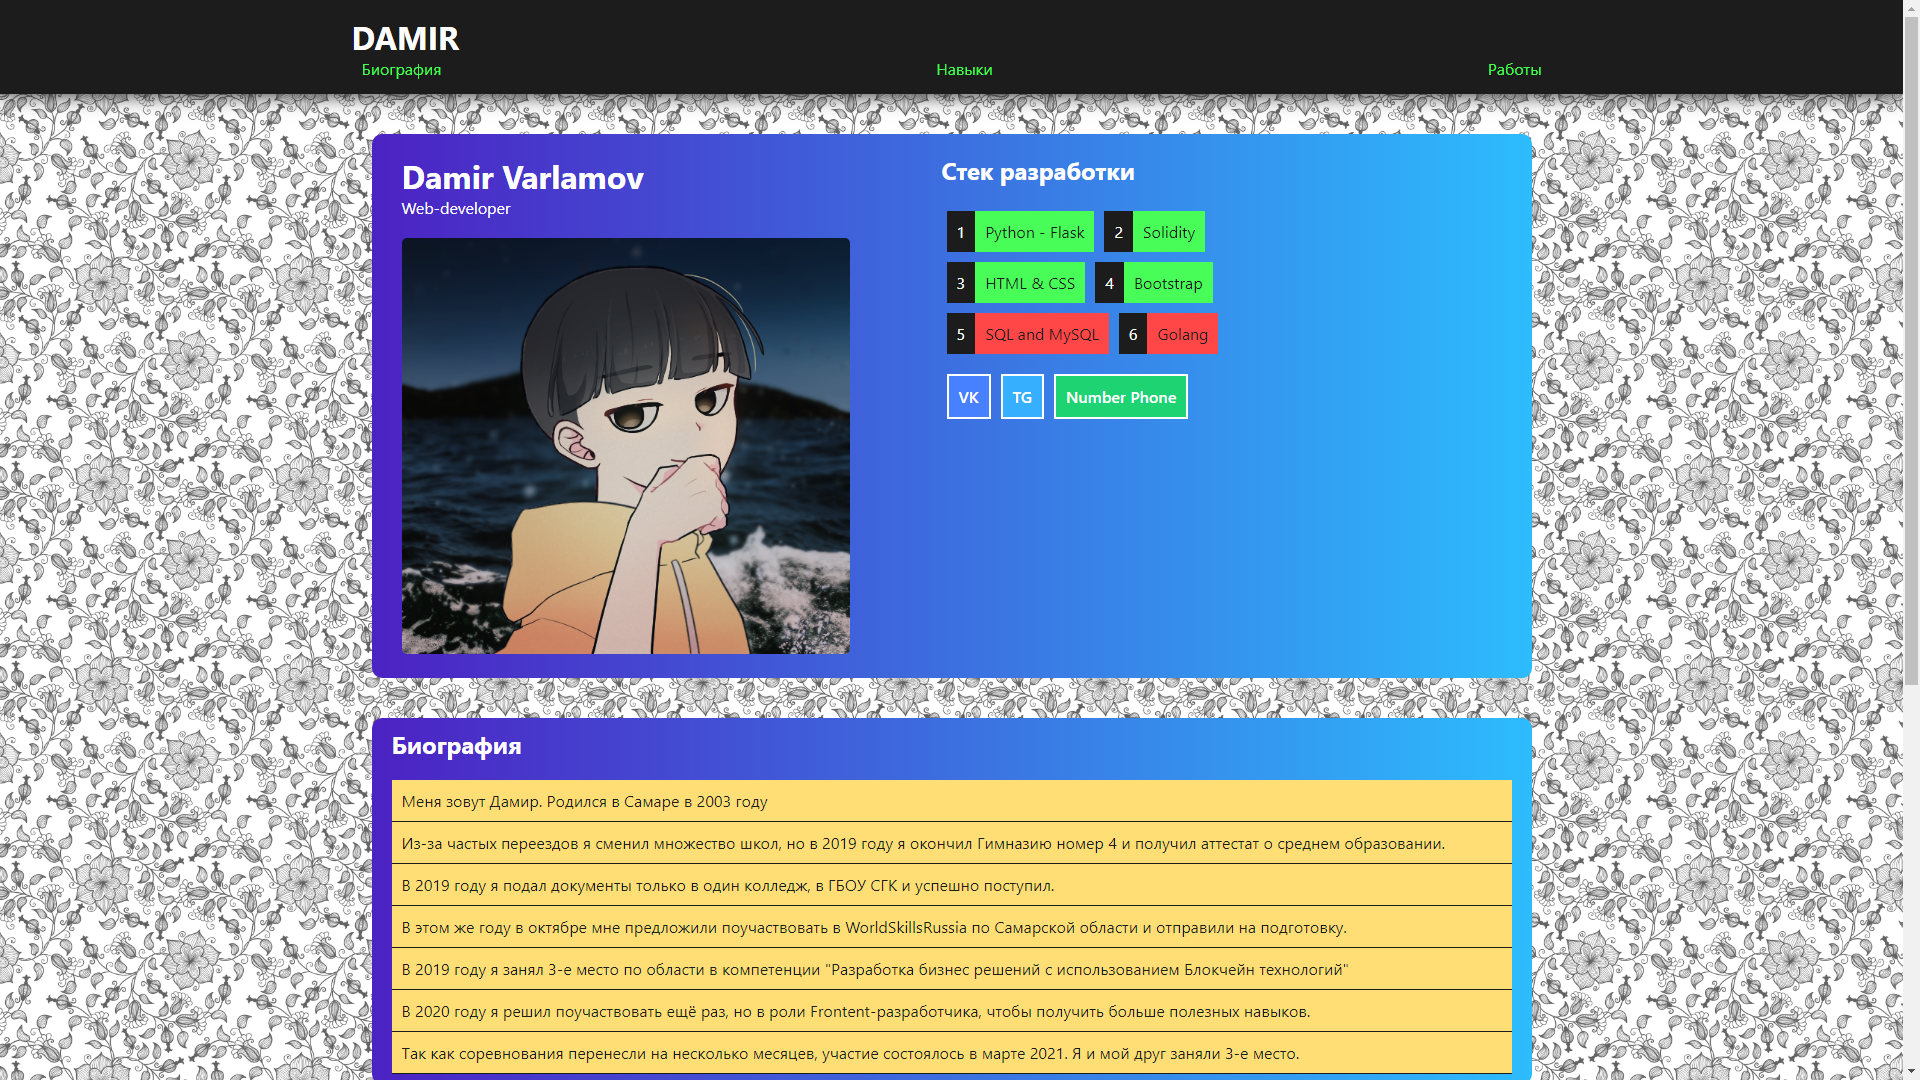 DAMIR
Биография Навыки Работы
Damir Varlamov
Web-developer
Стек разработки
1 Python - Flask 2 Solidity
3 HTML & CSS 4 Bootstrap
5 SQL and MySQL 6 Golang
VK TG Number Phone
Биография
Меня зовут Дамир. Родился в Самаре в 2003 году
Из-за частых переездов я сменил множество школ, но в 2019 году я окончил Гимназию номер 4 и получил аттестат о среднем образовании.
В 2019 году я подал документы только в один колледж, в ГБОУ СГК и успешно поступил.
В этом же году в октябре мне предложили поучаствовать в WorldSkillsRussia по Самарской области и отправили на подготовку.
В 2019 году я занял 3-е место по области в компетенции "Разработка бизнес решений с использованием Блокчейн технологий"
В 2020 году я решил поучаствовать ещё раз, но в роли Frontent-разработчика, чтобы получить больше полезных навыков.
Так как соревнования перенесли на несколько месяцев, участие состоялось в марте 2021. Я и мой друг заняли 3-е место.